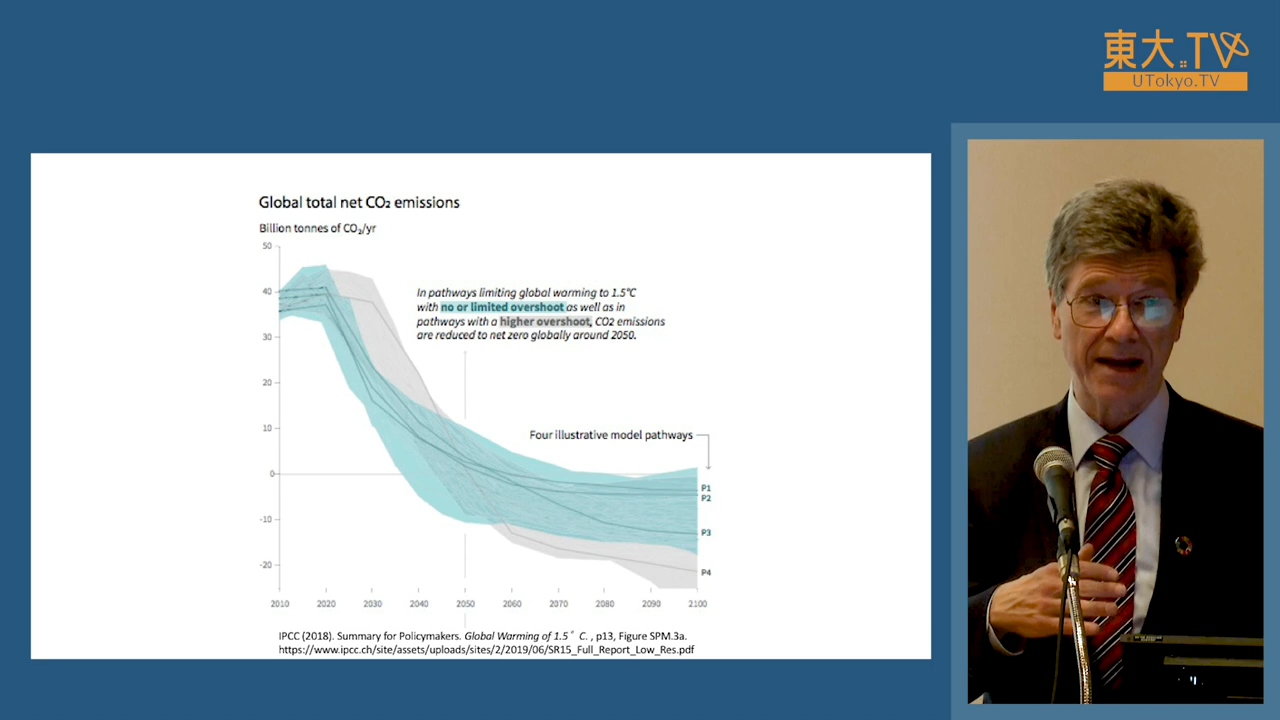 東大.TV
UTokyo.TV
Global total net CO₂ emissions
Billion tonnes of CO₂/yr
50
40
30
20
10
0
-10
-20
In pathways limiting global warming to 1.5°C
with no or limited overshoot as well as in
pathways with a higher overshoot, CO2 emissions
are reduced to net zero globally around 2050.
Four illustrative model pathways
P1
P2
P3
P4
2010 2020 2030 2040 2050 2060 2070 2080 2090 2100
IPCC (2018). Summary for Policymakers. Global Warming of 1.5° C. , p13, Figure SPM.3a.
https://www.ipcc.ch/site/assets/uploads/sites/2/2019/06/SR15_Full_Report_Low_Res.pdf